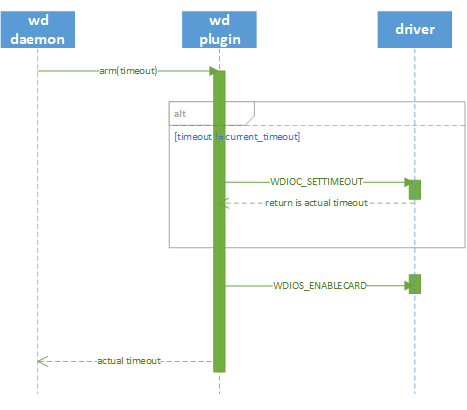 wd
daemon
wd
plugin
driver
arm(timeout)
alt
[timeout != current_timeout]
WDIOC_SETTIMEOUT
return is actual timeout
WDIOS_ENABLECARD
actual timeout